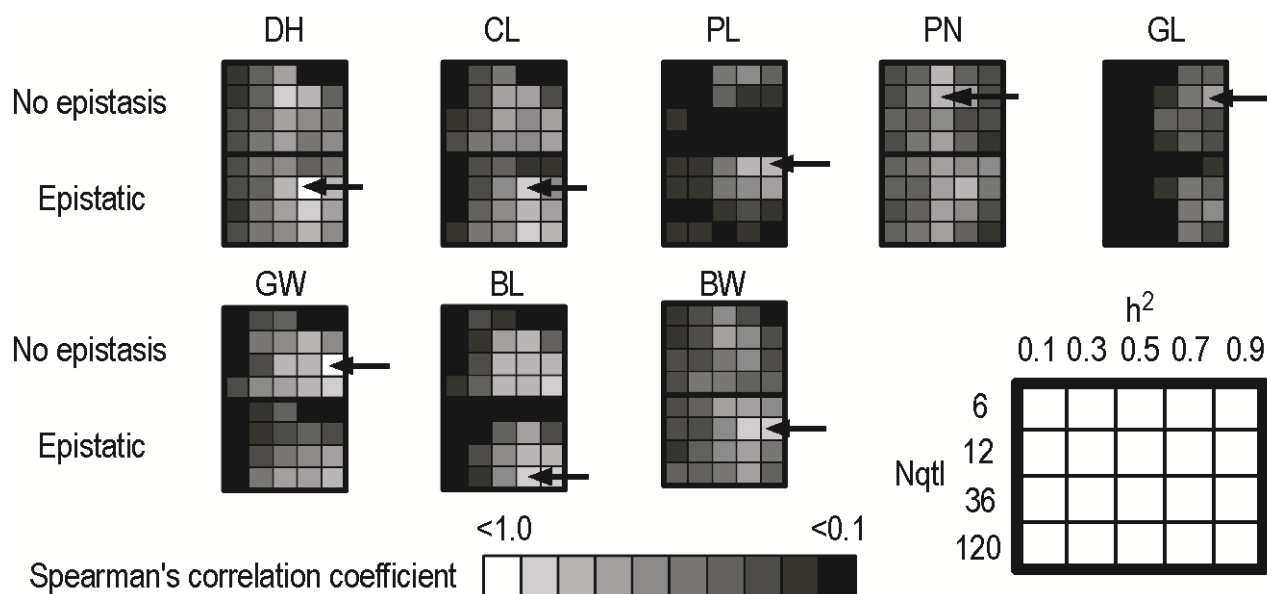 DH CL PL PN GL
No epistasis
Epistatic
GW BL BW
No epistasis
Epistatic
h²
0.1 0.3 0.5 0.7 0.9
Nqtl
6
12
36
120
<1.0 <0.1
Spearman's correlation coefficient